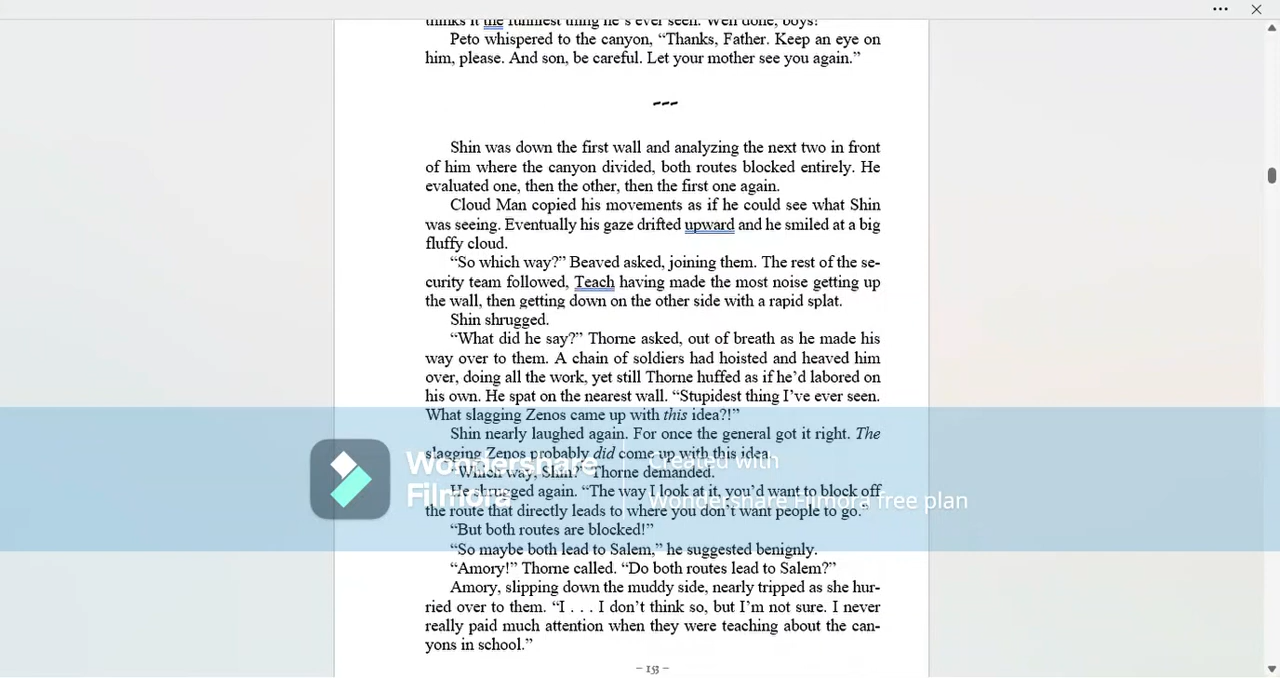 thinks it the funniest thing he's ever seen. Well done, boys!
Peto whispered to the canyon, “Thanks, Father. Keep an eye on
him, please. And son, be careful. Let your mother see you again.”
---
Shin was down the first wall and analyzing the next two in front
of him where the canyon divided, both routes blocked entirely. He
evaluated one, then the other, then the first one again.
Cloud Man copied his movements as if he could see what Shin
was seeing. Eventually his gaze drifted upward and he smiled at a big
fluffy cloud.
“So which way?” Beaved asked, joining them. The rest of the se-
curity team followed, Teach having made the most noise getting up
the wall, then getting down on the other side with a rapid splat.
Shin shrugged.
“What did he say?” Thorne asked, out of breath as he made his
way over to them. A chain of soldiers had hoisted and heaved him
over, doing all the work, yet still Thorne huffed as if he’d labored on
his own. He spat on the nearest wall. “Stupidest thing I’ve ever seen.
What slagging Zenos came up with this idea?!”
Shin nearly laughed again. For once the general got it right. The
slagging Zenos probably did come up with this idea.
“Which way, Shin?” Thorne demanded.
He shrugged again. “The way I look at it, you’d want to block off
the route that directly leads to where you don’t want people to go.”
“But both routes are blocked!”
“So maybe both lead to Salem,” he suggested benignly.
“Amory!” Thorne called. “Do both routes lead to Salem?”
Amory, slipping down the muddy side, nearly tripped as she hur-
ried over to them. “I . . . I don’t think so, but I’m not sure. I never
really paid much attention when they were teaching about the can-
yons in school.”
– 153 –
Wondershare
Filmora
Created with
Wondershare Filmora free plan